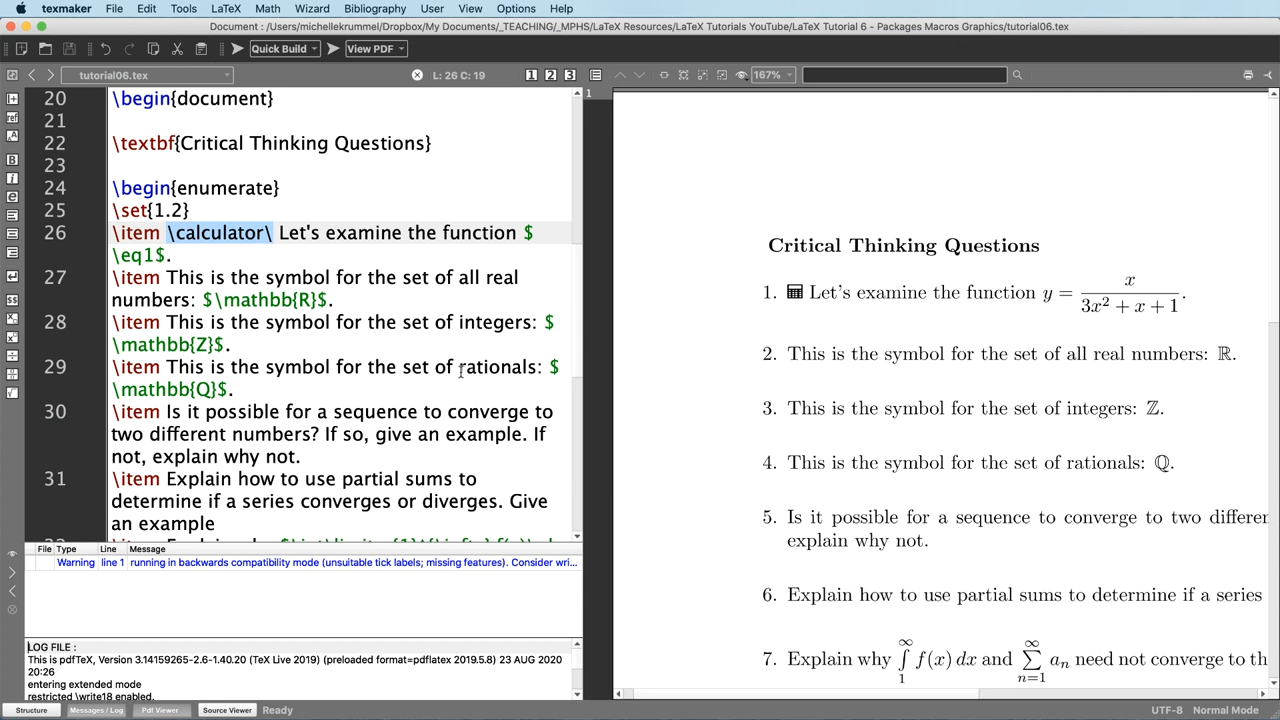 texmaker File Edit Tools LaTeX Math Wizard Bibliography User View Options Help
Document : /Users/michellekrummel/Dropbox/My Documents/_TEACHING/_MPHS/LaTeX Resources/LaTeX Tutorials YouTube/LaTeX Tutorial 6 - Packages Macros Graphics/tutorial06.tex
Quick Build View PDF
tutorial06.tex L: 26 C: 19 1 2 3 167%
20 \begin{document}
21
22 \textbf{Critical Thinking Questions}
23
24 \begin{enumerate}
25 \set{1.2}
26 \item \calculator\ Let's examine the function $
\eq1$.
27 \item This is the symbol for the set of all real
numbers: $\mathbb{R}$.
28 \item This is the symbol for the set of integers: $
\mathbb{Z}$.
29 \item This is the symbol for the set of rationals: $
\mathbb{Q}$.
30 \item Is it possible for a sequence to converge to
two different numbers? If so, give an example. If
not, explain why not.
31 \item Explain how to use partial sums to
determine if a series converges or diverges. Give
an example
File Type Line Message
Warning line 1 running in backwards compatibility mode (unsuitable tick labels; missing features). Consider wri...
LOG FILE :
This is pdfTeX, Version 3.14159265-2.6-1.40.20 (TeX Live 2019) (preloaded format=pdflatex 2019.5.8) 23 AUG 2020
20:26
entering extended mode
restricted \write18 enabled.
1
Critical Thinking Questions
1. Let's examine the function y = x / (3x² + x + 1).
2. This is the symbol for the set of all real numbers: ℝ.
3. This is the symbol for the set of integers: ℤ.
4. This is the symbol for the set of rationals: ℚ.
5. Is it possible for a sequence to converge to two differen
explain why not.
6. Explain how to use partial sums to determine if a series
7. Explain why ∫₁^∞ f(x) dx and ∑_{n=1}^∞ aₙ need not converge to th
Structure Messages / Log Pdf Viewer Source Viewer Ready UTF-8 Normal Mode